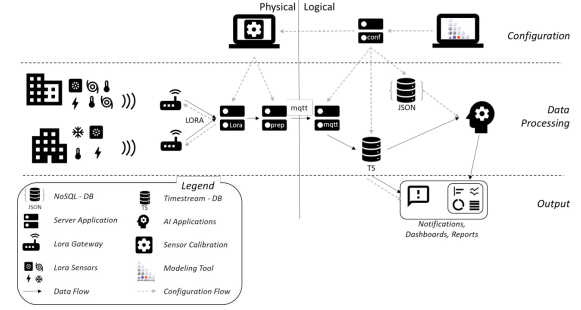 Physical Logical
conf
Configuration
LORA
Lora
prep
mqtt
mqtt
JSON
TS
Data
Processing
Output
Notifications,
Dashboards, Reports
Legend
JSON
NoSQL - DB
TS
Timestream - DB
Server Application
AI Applications
Lora Gateway
Sensor Calibration
Lora Sensors
Modeling Tool
Data Flow
Configuration Flow